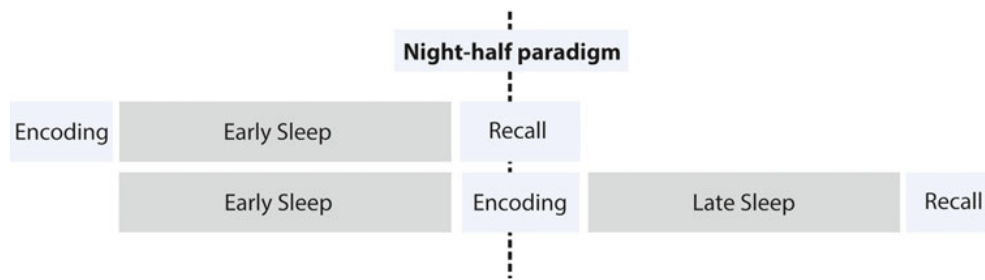 Night-half paradigm
Encoding Early Sleep Recall
Early Sleep Encoding Late Sleep Recall